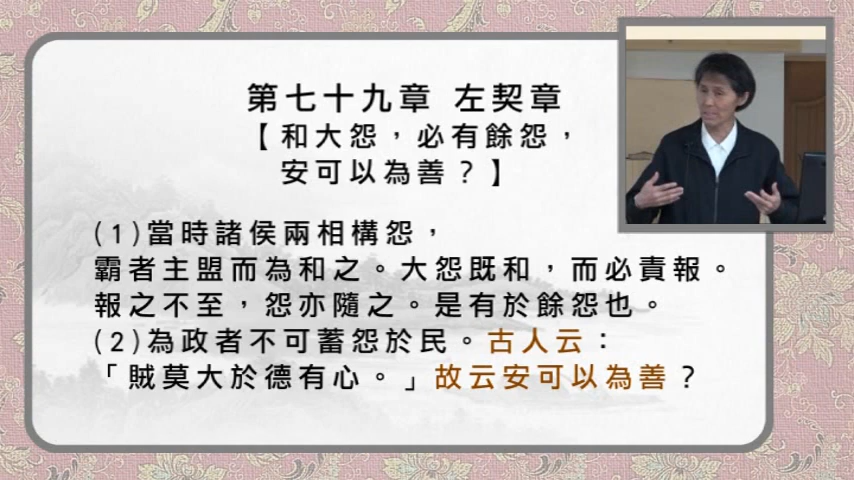 第七十九章 左契章
【和大怨，必有餘怨，
安可以為善？】
(1)當時諸侯兩相構怨，
霸者主盟而為和之。大怨既和，而必責報。
報之不至，怨亦隨之。是有於餘怨也。
(2)為政者不可蓄怨於民。古人云：
「賊莫大於德有心。」故云安可以為善？